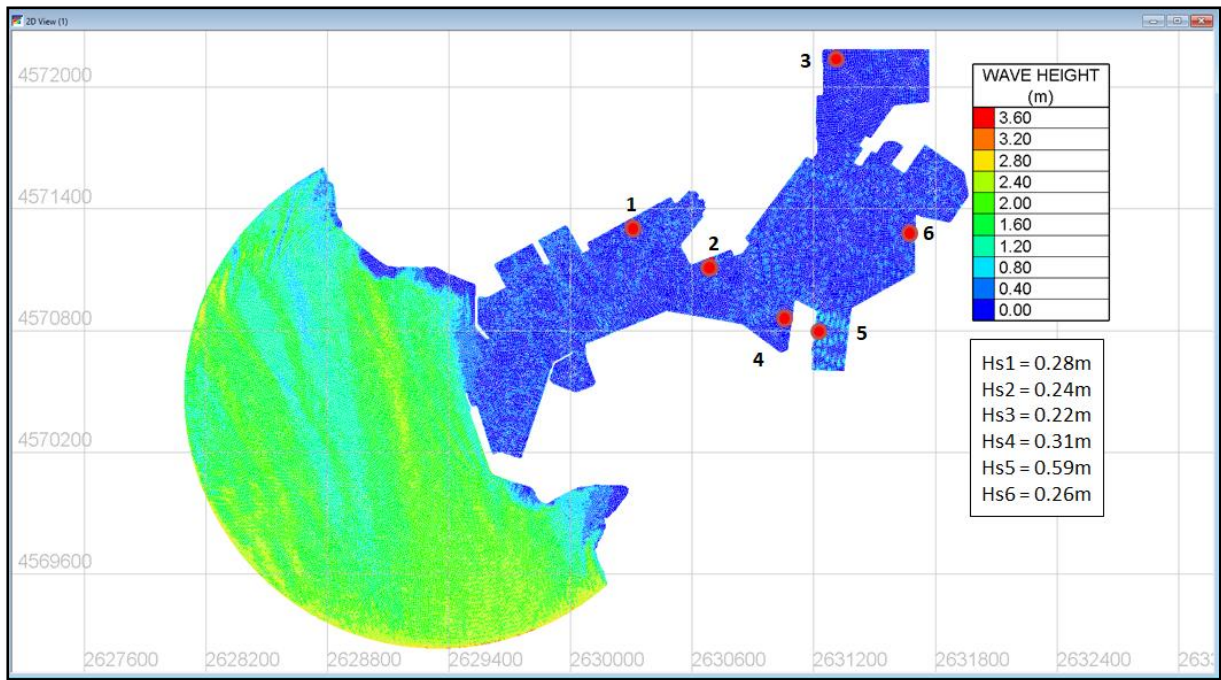 2D View (1)
3
4572000
WAVE HEIGHT
(m)
3.60
3.20
2.80
2.40
2.00
1.60
1.20
0.80
0.40
0.00
4571400
1
2
6
4570800
4
5
Hs1 = 0.28m
Hs2 = 0.24m
Hs3 = 0.22m
Hs4 = 0.31m
Hs5 = 0.59m
Hs6 = 0.26m
4570200
4569600
2627600 2628200 2628800 2629400 2630000 2630600 2631200 2631800 2632400 2633